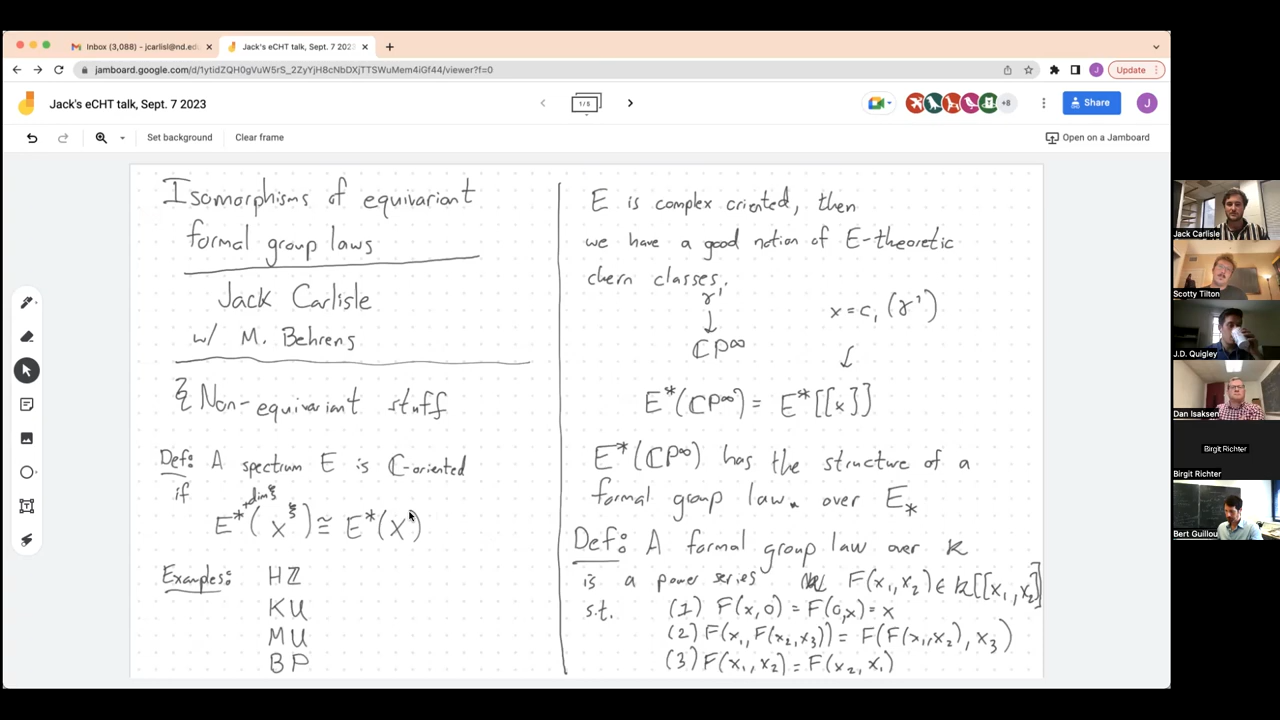 Inbox (3,088) - jcarlisl@nd.edu
Jack's eCHT talk, Sept. 7 2023
jamboard.google.com/d/1ytidZQH0gVuW5rS_2ZyYjH8cNbDXjTTSWuMem4iGf44/viewer?f=0
Update
Jack's eCHT talk, Sept. 7 2023
1/5
+8
Share
J
Set background
Clear frame
Open on a Jamboard
Isomorphisms of equivariant
formal group laws
Jack Carlisle
w/ M. Behrens
§ Non-equivariant stuff
Def: A spectrum E is ℂ-oriented
if
E^{*+dim ξ}(X^ξ) ≅ E^*(X)
Examples: Hℤ
KU
MU
BP
E is complex oriented, then
we have a good notion of E-theoretic
chern classes.
γ¹
↓
ℂP^∞
x = c₁(γ¹)
↓
E^*(ℂP^∞) = E^*[[x]]
E^*(ℂP^∞) has the structure of a
formal group law over E_*
Def: A formal group law over k
is a power series F(x₁,x₂) ∈ k[[x₁,x₂]]
s.t. (1) F(x,0) = F(0,x) = x
(2) F(x₁, F(x₂,x₃)) = F(F(x₁,x₂), x₃)
(3) F(x₁,x₂) = F(x₂,x₁)
Jack Carlisle
Scotty Tilton
J.D. Quigley
Dan Isaksen
Birgit Richter
Birgit Richter
Bert Guillou